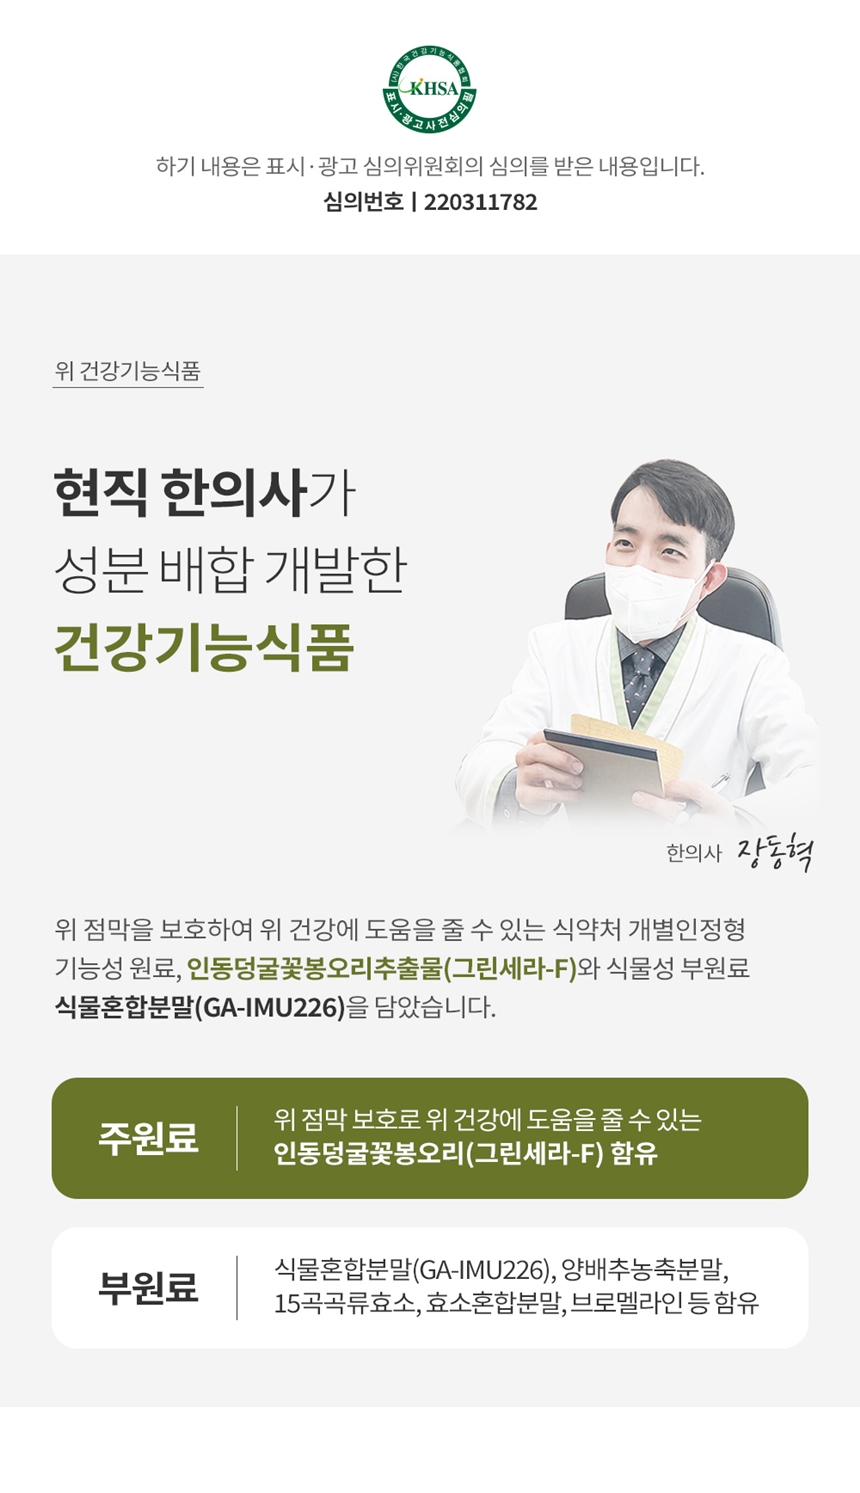 (사)한국건강기능식품협회
KHSA
표시·광고사전심의필
하기 내용은 표시·광고 심의위원회의 심의를 받은 내용입니다.
심의번호 | 220311782
위 건강기능식품
현직 한의사가
성분 배합 개발한
건강기능식품
한의사 장동혁
위 점막을 보호하여 위 건강에 도움을 줄 수 있는 식약처 개별인정형
기능성 원료, 인동덩굴꽃봉오리추출물(그린세라-F)와 식물성 부원료
식물혼합분말(GA-IMU226)을 담았습니다.
주원료
위 점막 보호로 위 건강에 도움을 줄 수 있는
인동덩굴꽃봉오리(그린세라-F) 함유
부원료
식물혼합분말(GA-IMU226), 양배추농축분말,
15곡곡류효소, 효소혼합분말, 브로멜라인 등 함유